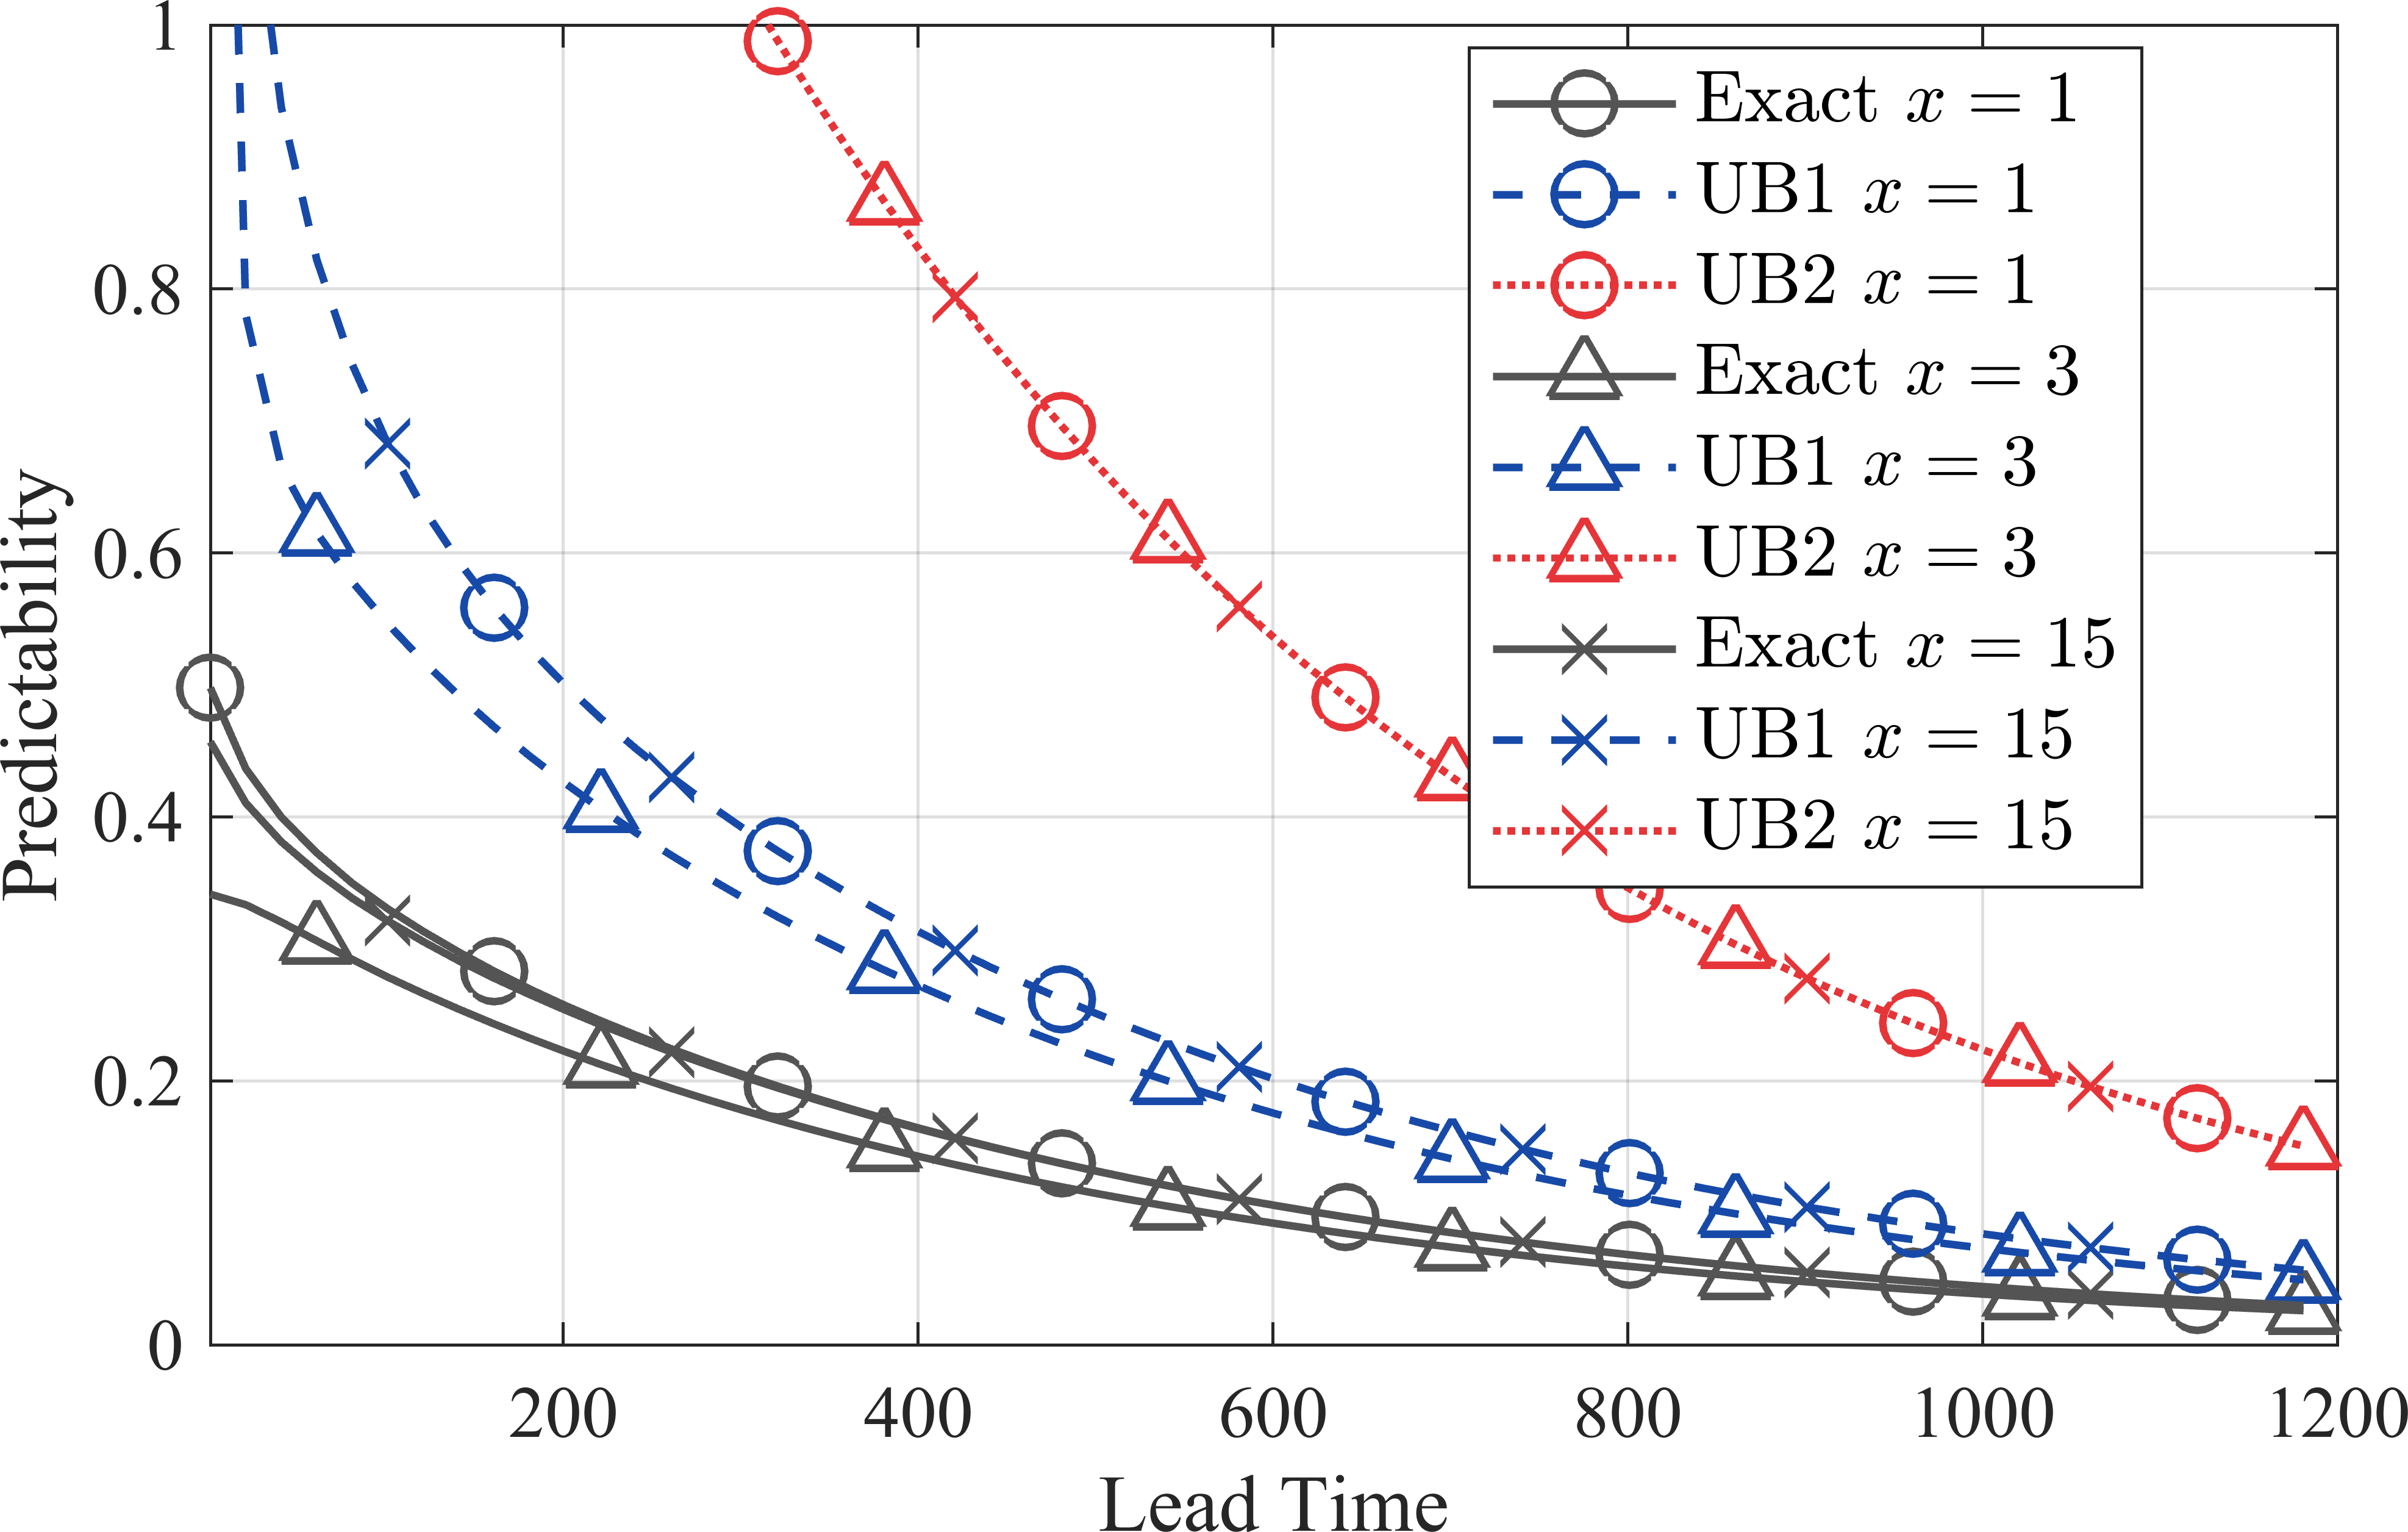 1
0.8
0.6
0.4
0.2
0
Predictability
200 400 600 800 1000 1200
Lead Time
Exact x = 1
UB1 x = 1
UB2 x = 1
Exact x = 3
UB1 x = 3
UB2 x = 3
Exact x = 15
UB1 x = 15
UB2 x = 15